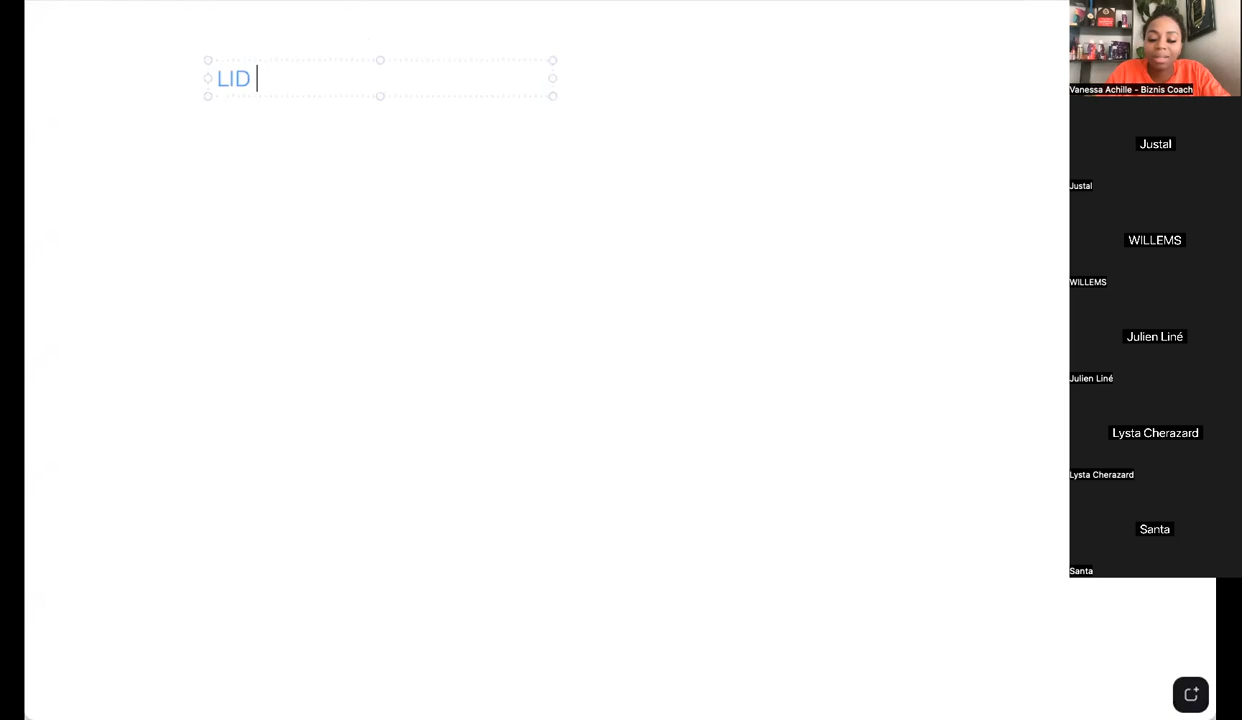 LID
Vanessa Achille - Biznis Coach
Justal
Justal
WILLEMS
WILLEMS
Julien Liné
Julien Liné
Lysta Cherazard
Lysta Cherazard
Santa
Santa